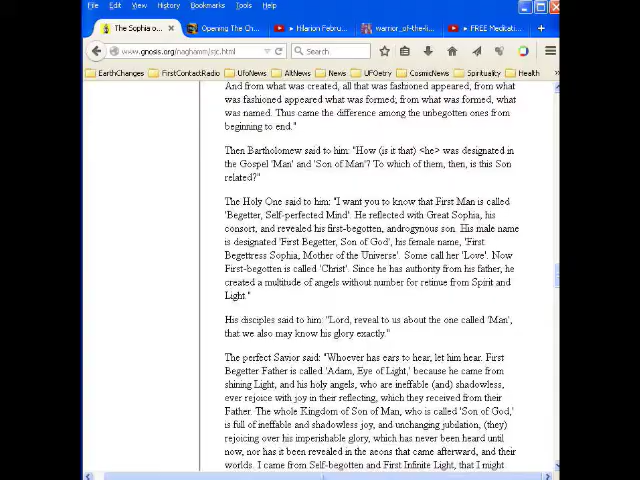 File Edit View History Bookmarks Tools Help
The Sophia o... Opening The Ch... Hilarion Febru... warrior_of-the-li... FREE Meditati...
www.gnosis.org/naghamm/sjc.html Search
EarthChanges FirstContactRadio UfoNews AltNews News UFOetry CosmicNews Spirituality Health
And from what was created, all that was fashioned appeared, from what
was fashioned appeared what was formed; from what was formed, what
was named. Thus came the difference among the unbegotten ones from
beginning to end."
Then Bartholomew said to him: "How (is it that) <he> was designated in
the Gospel 'Man' and 'Son of Man'? To which of them, then, is this Son
related?"
The Holy One said to him: "I want you to know that First Man is called
'Begetter, Self-perfected Mind'. He reflected with Great Sophia, his
consort, and revealed his first-begotten, androgynous son. His male name
is designated 'First Begetter, Son of God', his female name, 'First
Begettress Sophia, Mother of the Universe'. Some call her 'Love'. Now
First-begotten is called 'Christ'. Since he has authority from his father, he
created a multitude of angels without number for retinue from Spirit and
Light."
His disciples said to him: "Lord, reveal to us about the one called 'Man',
that we also may know his glory exactly."
The perfect Savior said: "Whoever has ears to hear, let him hear. First
Begetter Father is called 'Adam, Eye of Light,' because he came from
shining Light, and his holy angels, who are ineffable (and) shadowless,
ever rejoice with joy in their reflecting, which they received from their
Father. The whole Kingdom of Son of Man, who is called 'Son of God,'
is full of ineffable and shadowless joy, and unchanging jubilation, (they)
rejoicing over his imperishable glory, which has never been heard until
now, nor has it been revealed in the aeons that came afterward, and their
worlds. I came from Self-begotten and First Infinite Light, that I might